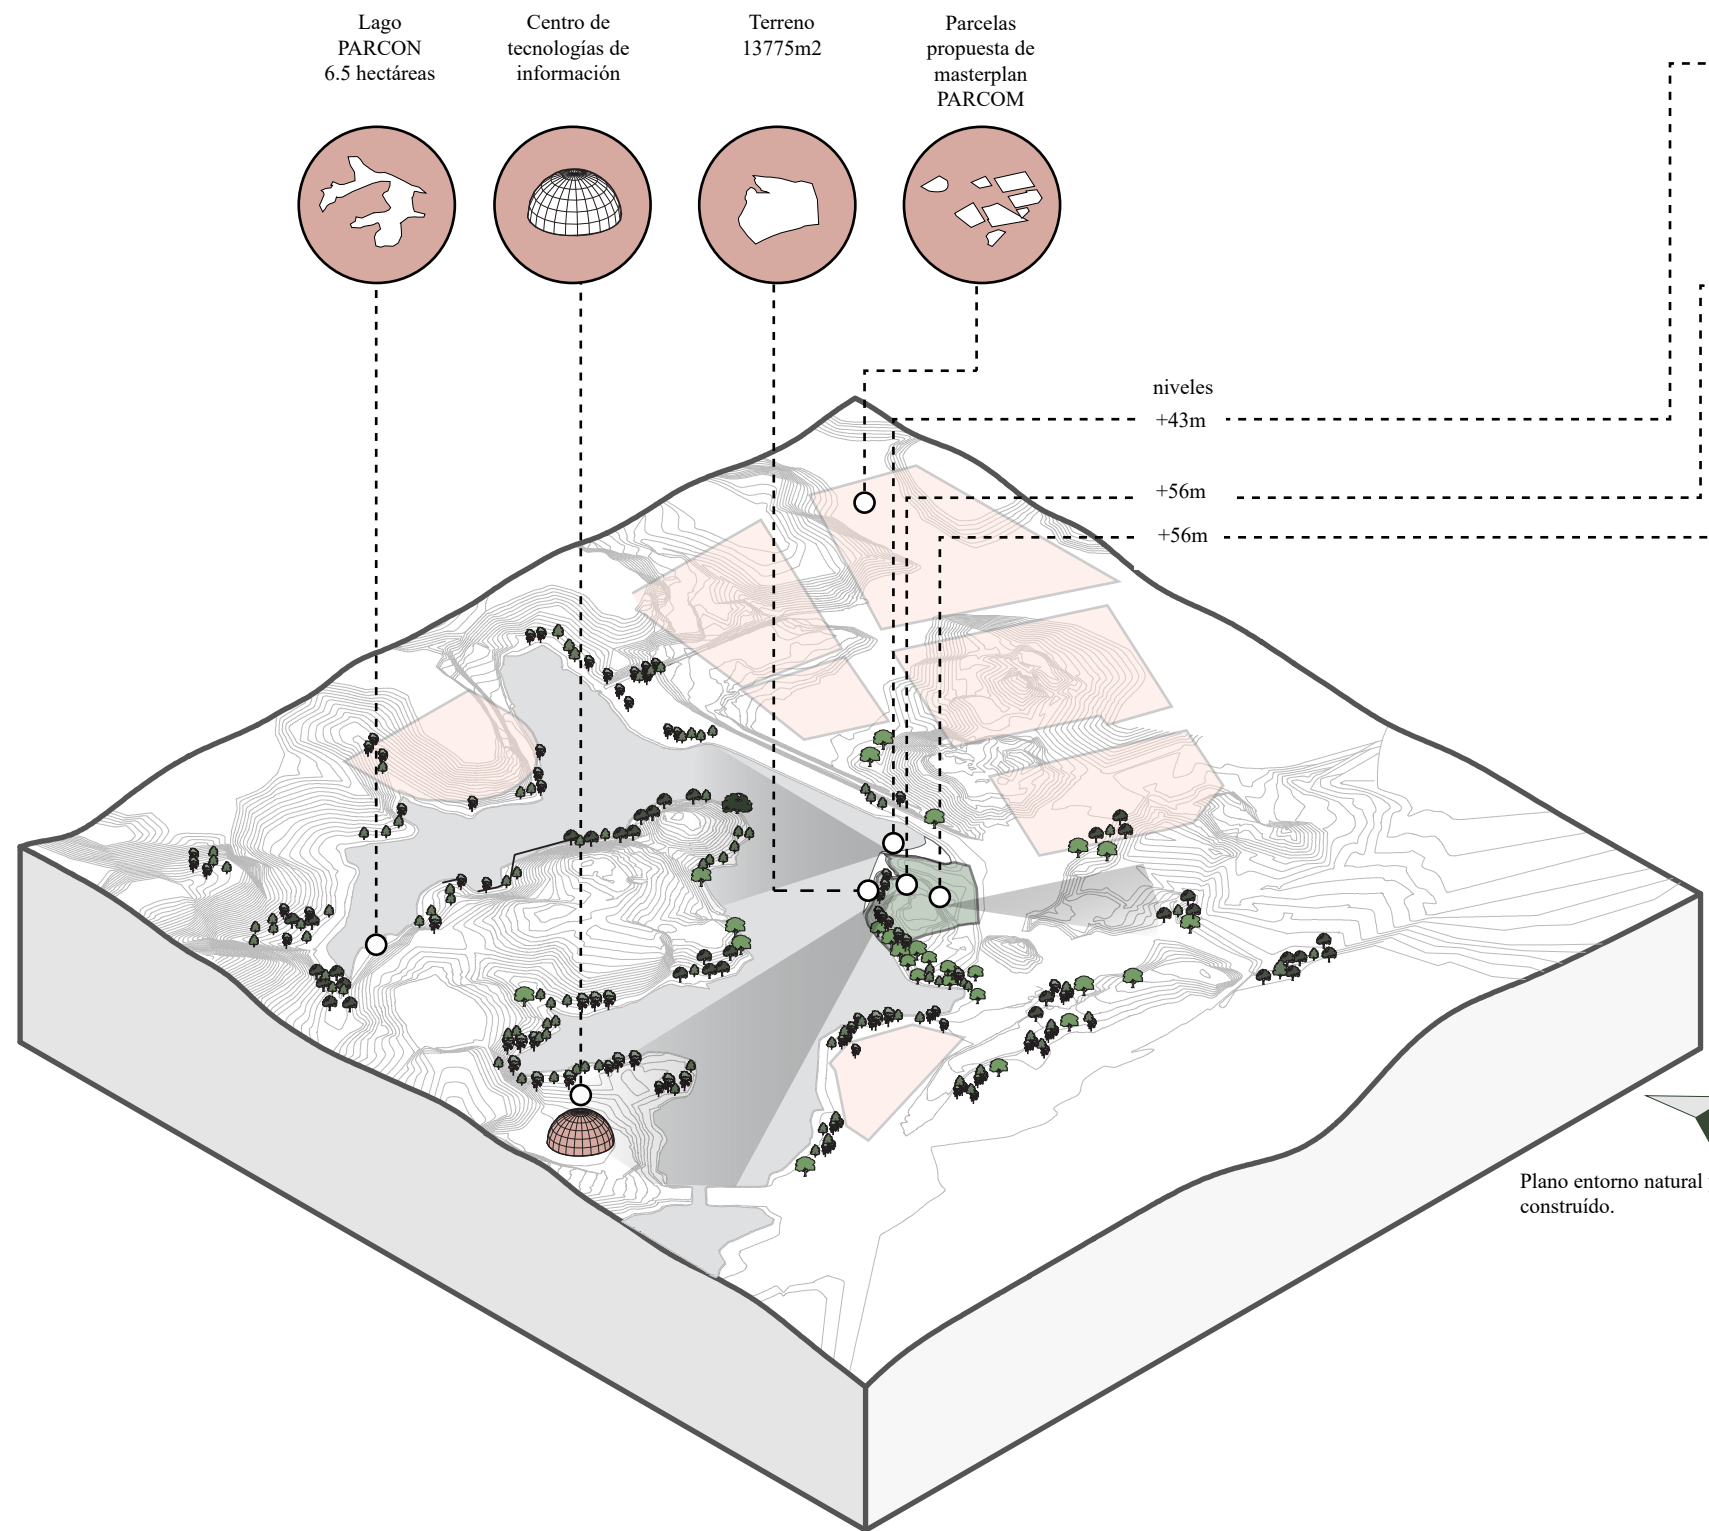 Lago
PARCON
6.5 hectáreas
Centro de
tecnologías de
información
Terreno
13775m2
Parcelas
propuesta de
masterplan
PARCOM
niveles
+43m
+56m
+56m
Plano entorno natural
construído.